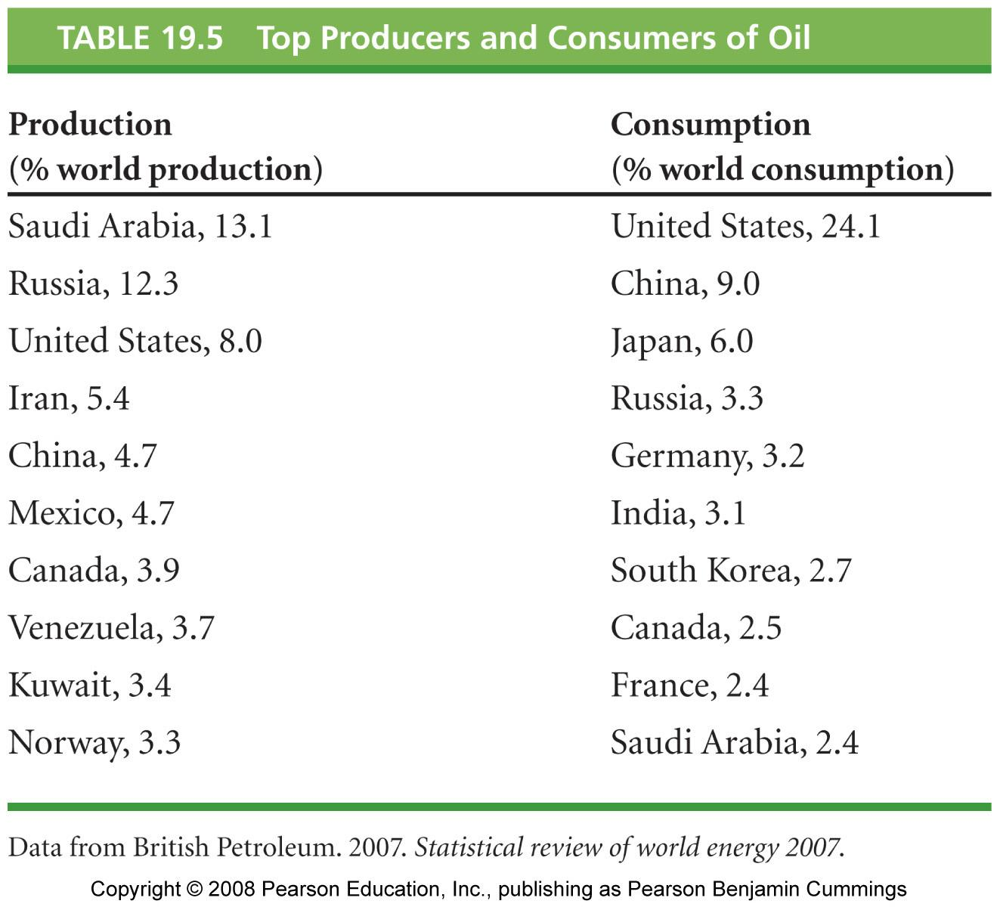 TABLE 19.5 Top Producers and Consumers of Oil
Production Consumption
(% world production) (% world consumption)
Saudi Arabia, 13.1 United States, 24.1
Russia, 12.3 China, 9.0
United States, 8.0 Japan, 6.0
Iran, 5.4 Russia, 3.3
China, 4.7 Germany, 3.2
Mexico, 4.7 India, 3.1
Canada, 3.9 South Korea, 2.7
Venezuela, 3.7 Canada, 2.5
Kuwait, 3.4 France, 2.4
Norway, 3.3 Saudi Arabia, 2.4
Data from British Petroleum. 2007. Statistical review of world energy 2007.
Copyright © 2008 Pearson Education, Inc., publishing as Pearson Benjamin Cummings